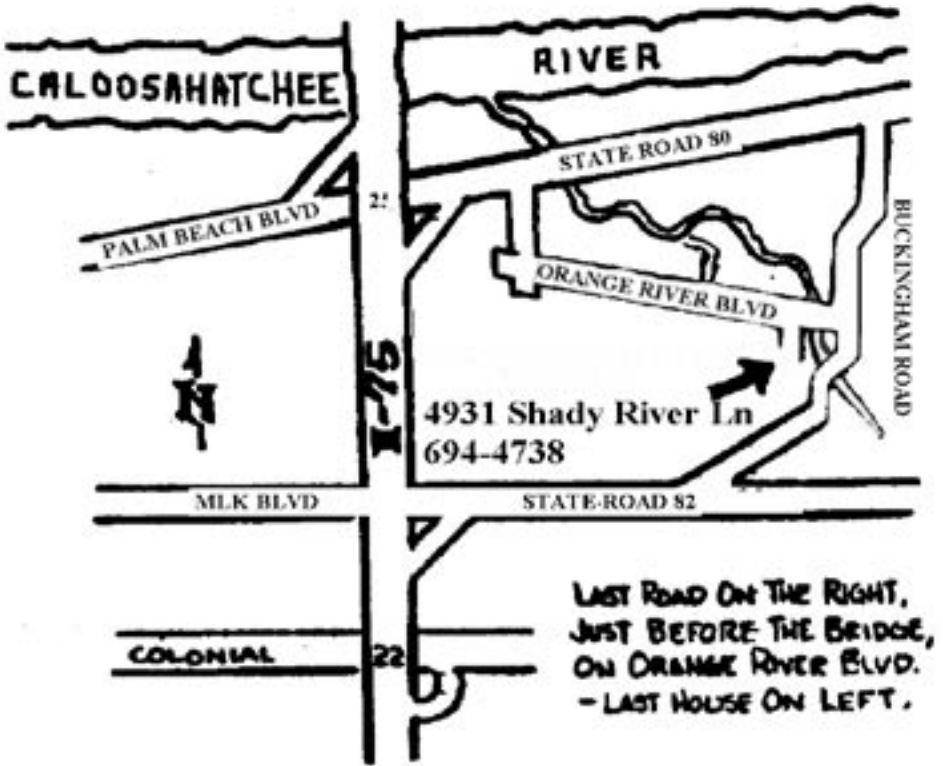 RIVER
CALOOSAHATCHEE
STATE ROAD 80
PALM BEACH BLVD
BUCKINGHAM ROAD
ORANGE RIVER BLVD
I-75
N
4931 Shady River Ln
694-4738
MLK BLVD
STATE ROAD 82
LAST ROAD ON THE RIGHT,
JUST BEFORE THE BRIDGE,
ON ORANGE RIVER BLVD.
- LAST HOUSE ON LEFT.
COLONIAL
22